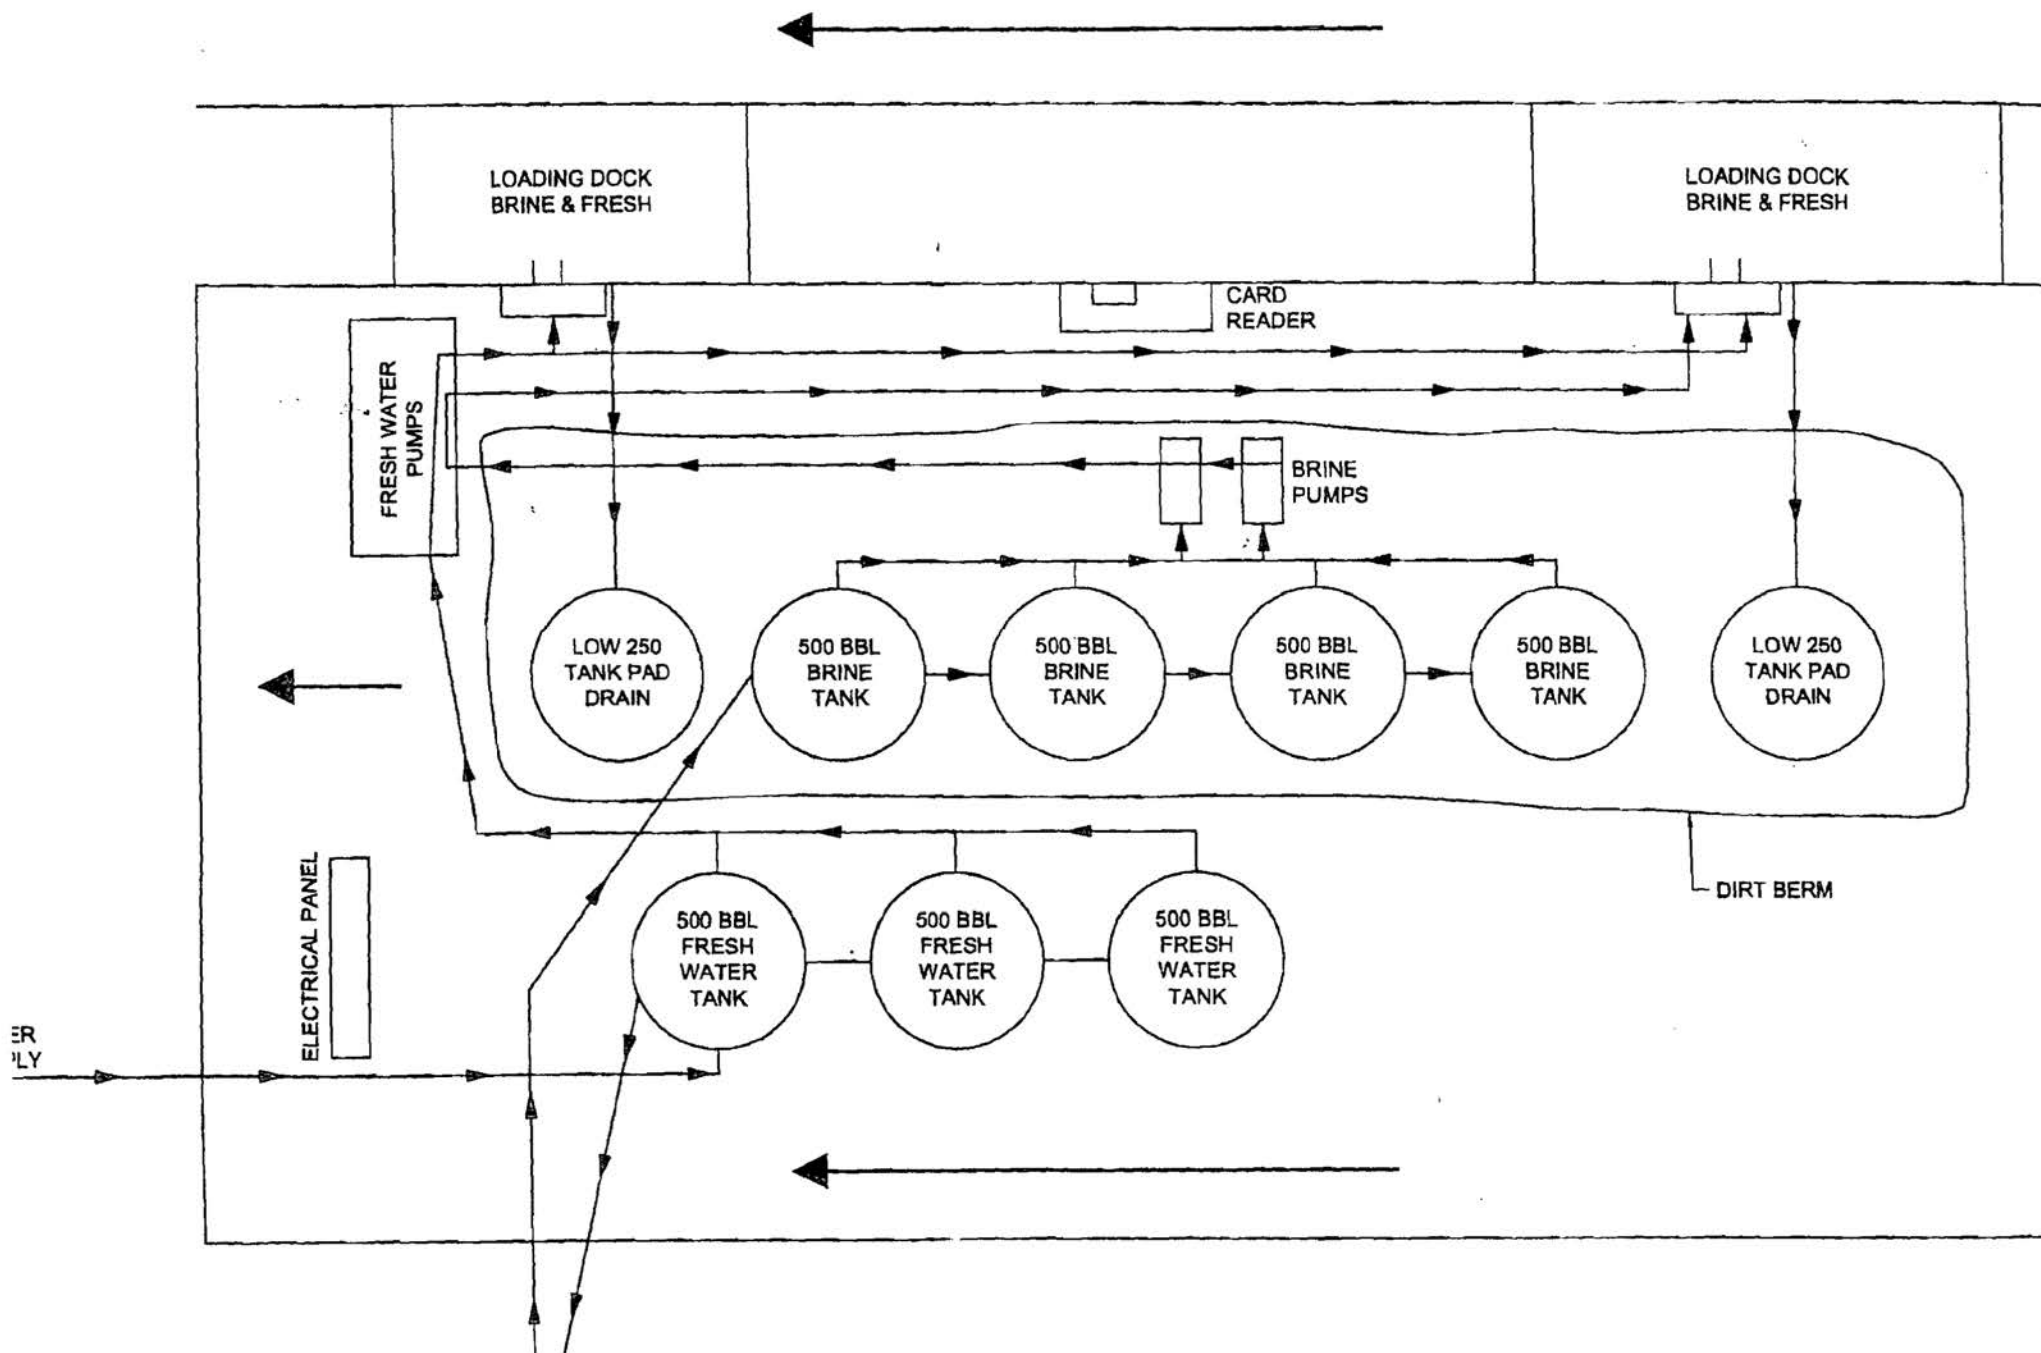 LOADING DOCK
BRINE & FRESH
LOADING DOCK
BRINE & FRESH
CARD
READER
FRESH WATER
PUMPS
BRINE
PUMPS
LOW 250
TANK PAD
DRAIN
500 BBL
BRINE
TANK
500 BBL
BRINE
TANK
500 BBL
BRINE
TANK
500 BBL
BRINE
TANK
LOW 250
TANK PAD
DRAIN
DIRT BERM
ELECTRICAL PANEL
500 BBL
FRESH
WATER
TANK
500 BBL
FRESH
WATER
TANK
500 BBL
FRESH
WATER
TANK
ER
PLY